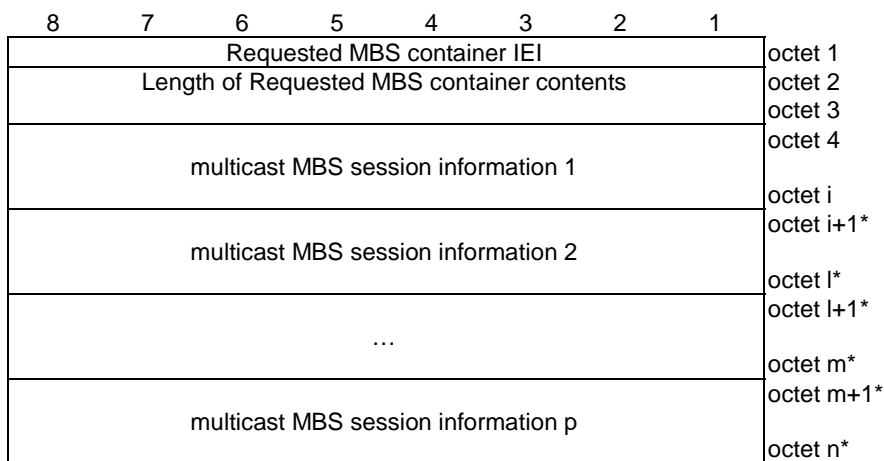 8 7 6 5 4 3 2 1
Requested MBS container IEI octet 1
Length of Requested MBS container contents octet 2
octet 3
octet 4
multicast MBS session information 1
octet i
octet i+1*
multicast MBS session information 2
octet l*
octet l+1*
…
octet m*
octet m+1*
multicast MBS session information p
octet n*